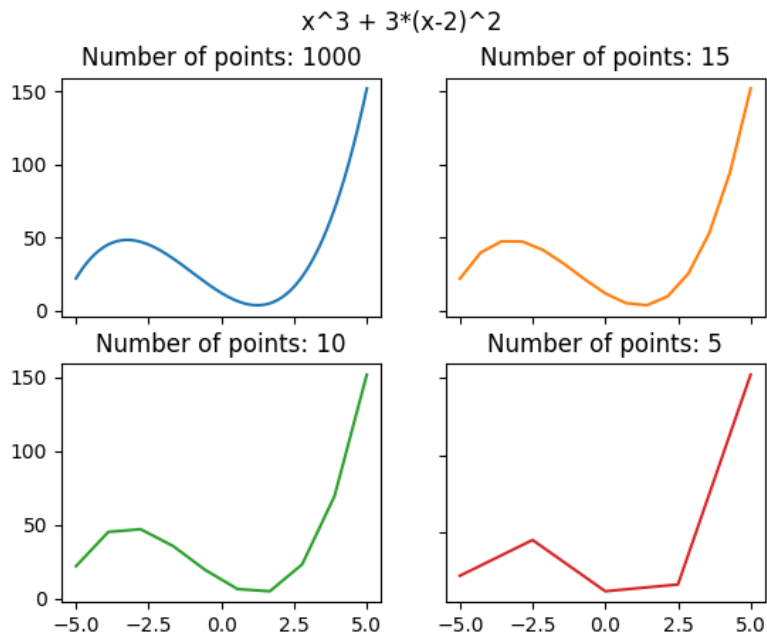 x^3 + 3*(x-2)^2
Number of points: 1000
Number of points: 15
150
100
50
0
Number of points: 10
Number of points: 5
150
100
50
0
−5.0 −2.5 0.0 2.5 5.0
−5.0 −2.5 0.0 2.5 5.0